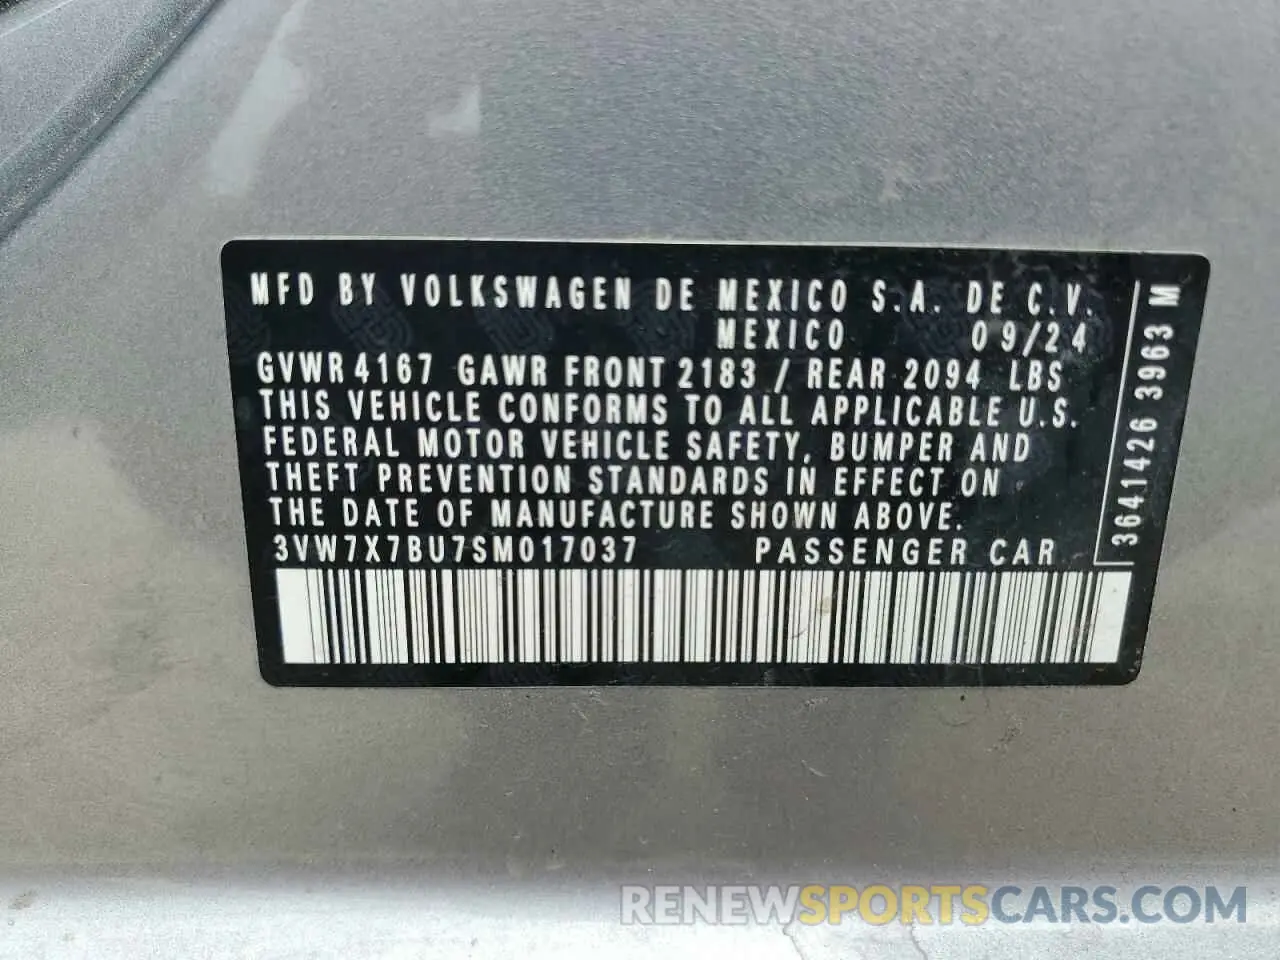 MFD BY VOLKSWAGEN DE MEXICO S.A. DE C.V.
MEXICO 09/24
GVWR 4167 GAWR FRONT 2183 / REAR 2094 LBS
THIS VEHICLE CONFORMS TO ALL APPLICABLE U.S.
FEDERAL MOTOR VEHICLE SAFETY, BUMPER AND
THEFT PREVENTION STANDARDS IN EFFECT ON
THE DATE OF MANUFACTURE SHOWN ABOVE.
3VW7X7BU7SM017037 PASSENGER CAR
3641426 3963 M
RENEWSPORTSCARS.COM